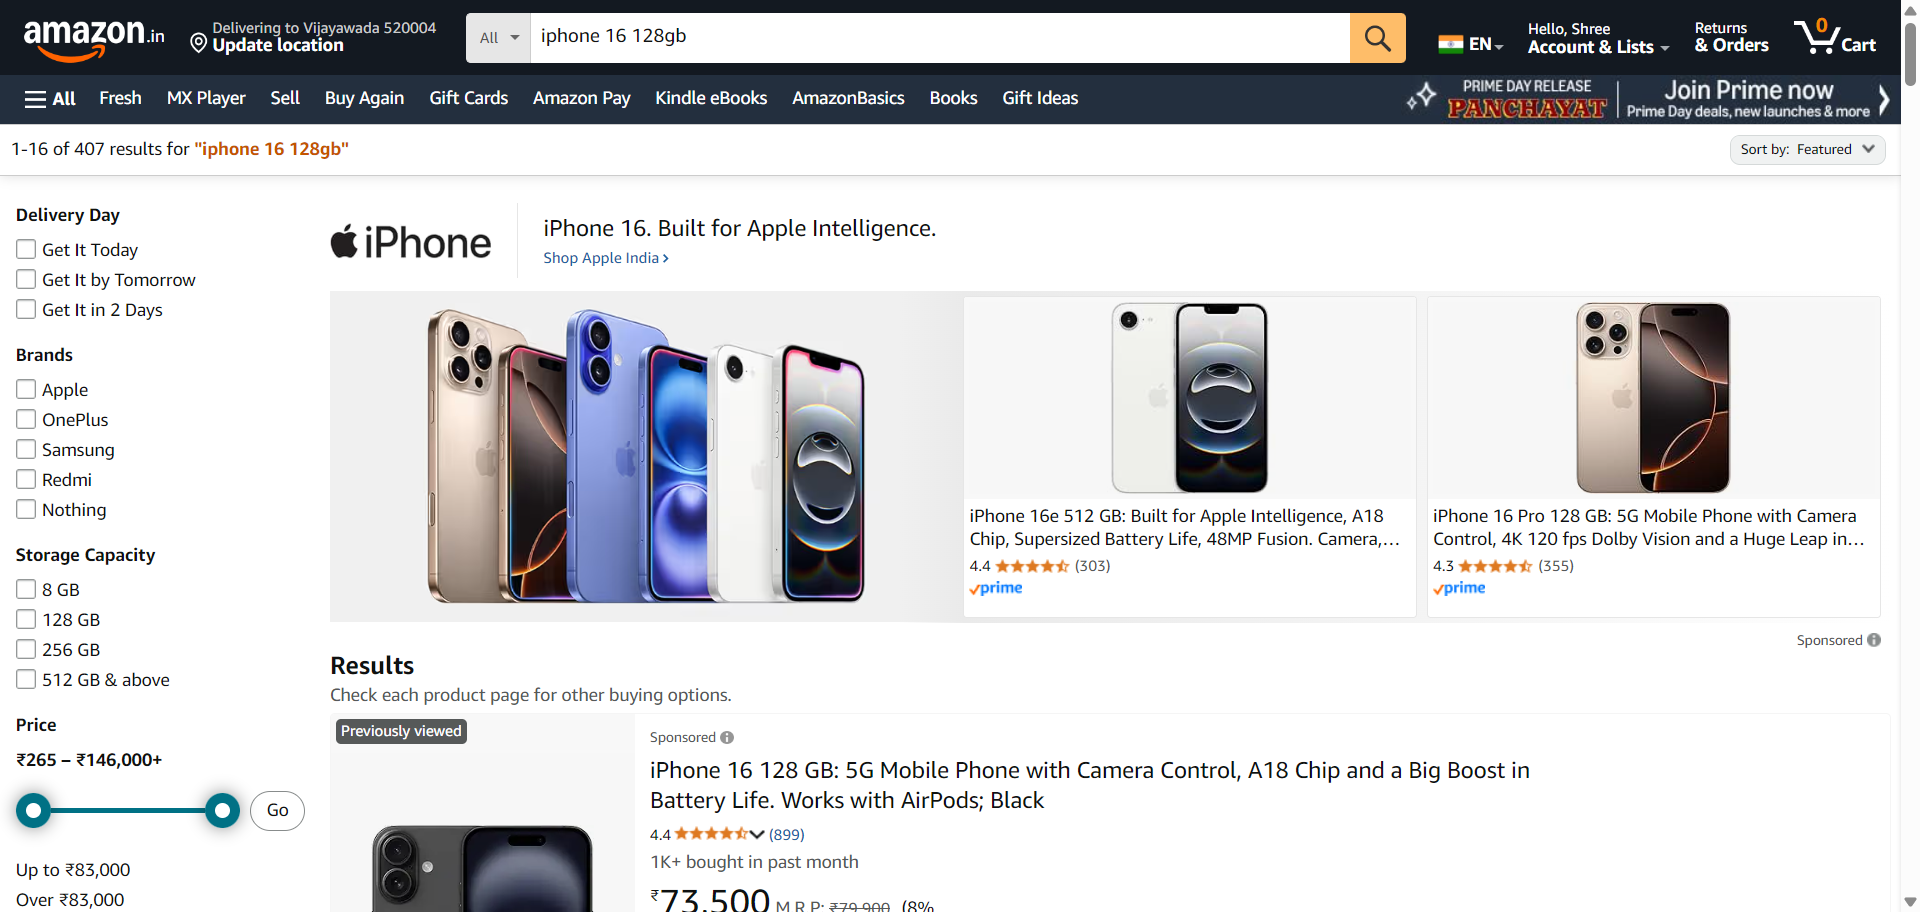 amazon.in
Delivering to Vijayawada 520004
Update location
All
iphone 16 128gb
EN
Hello, Shree
Account & Lists
Returns
& Orders
0
Cart
All
Fresh
MX Player
Sell
Buy Again
Gift Cards
Amazon Pay
Kindle eBooks
AmazonBasics
Books
Gift Ideas
PRIME DAY RELEASE
PANCHAYAT
Join Prime now
Prime Day deals, new launches & more
1-16 of 407 results for "iphone 16 128gb"
Sort by: Featured
Delivery Day
Get It Today
Get It by Tomorrow
Get It in 2 Days
Brands
Apple
OnePlus
Samsung
Redmi
Nothing
Storage Capacity
8 GB
128 GB
256 GB
512 GB & above
Price
₹265 – ₹146,000+
Go
Up to ₹83,000
Over ₹83,000
iPhone
iPhone 16. Built for Apple Intelligence.
Shop Apple India ›
iPhone 16e 512 GB: Built for Apple Intelligence, A18
Chip, Supersized Battery Life, 48MP Fusion. Camera,...
4.4 (303)
prime
iPhone 16 Pro 128 GB: 5G Mobile Phone with Camera
Control, 4K 120 fps Dolby Vision and a Huge Leap in...
4.3 (355)
prime
Sponsored
Results
Check each product page for other buying options.
Previously viewed
Sponsored
iPhone 16 128 GB: 5G Mobile Phone with Camera Control, A18 Chip and a Big Boost in
Battery Life. Works with AirPods; Black
4.4 (899)
1K+ bought in past month
₹73,500 M.R.P: ₹79,900 (8%